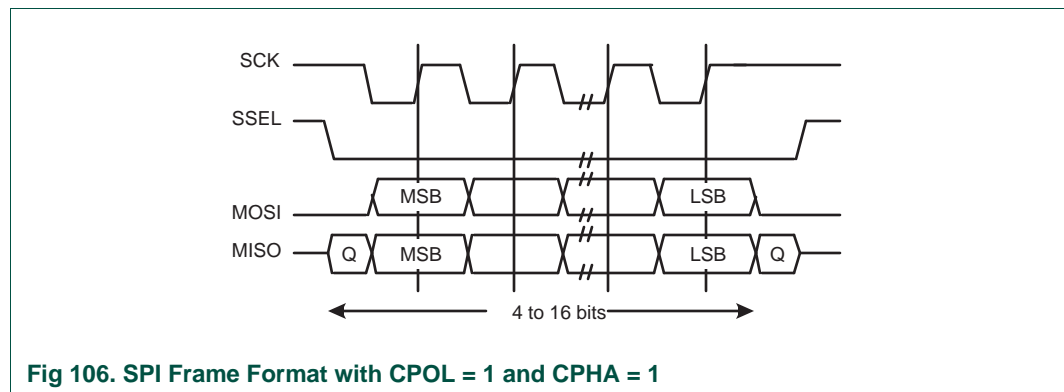 SCK
SSEL
MOSI
MSB
LSB
MISO
Q
MSB
LSB
Q
4 to 16 bits
Fig 106. SPI Frame Format with CPOL = 1 and CPHA = 1